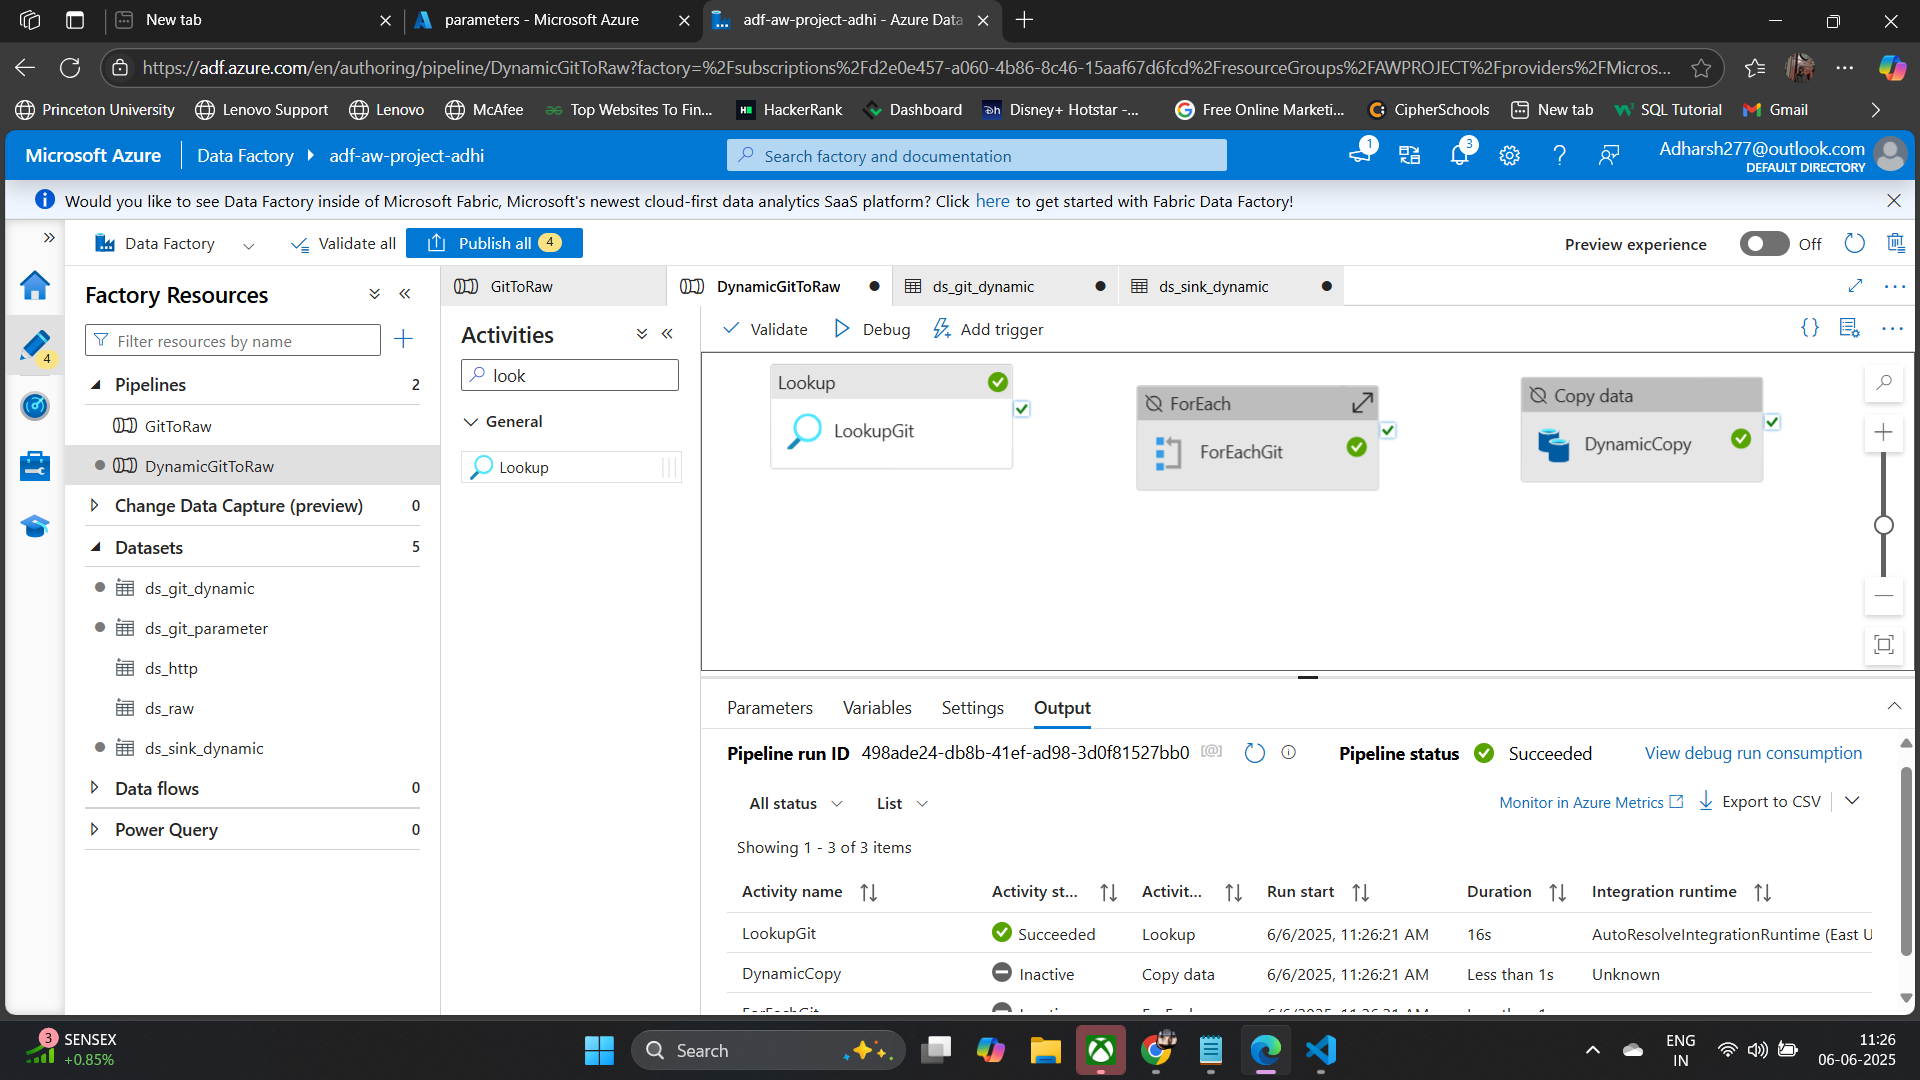 New tab
parameters - Microsoft Azure
adf-aw-project-adhi - Azure Data
https://adf.azure.com/en/authoring/pipeline/DynamicGitToRaw?factory=%2Fsubscriptions%2Fd2e0e457-a060-4b86-8c46-15aaf67d6fcd%2FresourceGroups%2FAWPROJECT%2Fproviders%2FMicros...
Princeton University
Lenovo Support
Lenovo
McAfee
Top Websites To Fin...
HackerRank
Dashboard
Disney+ Hotstar -...
Free Online Marketi...
CipherSchools
New tab
SQL Tutorial
Gmail
Microsoft Azure
Data Factory
adf-aw-project-adhi
Search factory and documentation
1
3
Adharsh277@outlook.com
DEFAULT DIRECTORY
Would you like to see Data Factory inside of Microsoft Fabric, Microsoft's newest cloud-first data analytics SaaS platform? Click here to get started with Fabric Data Factory!
Data Factory
Validate all
Publish all 4
Preview experience
Off
4
Factory Resources
Filter resources by name
Pipelines 2
GitToRaw
DynamicGitToRaw
Change Data Capture (preview) 0
Datasets 5
ds_git_dynamic
ds_git_parameter
ds_http
ds_raw
ds_sink_dynamic
Data flows 0
Power Query 0
GitToRaw
DynamicGitToRaw
ds_git_dynamic
ds_sink_dynamic
Activities
look
General
Lookup
Validate
Debug
Add trigger
Lookup
LookupGit
ForEach
ForEachGit
Copy data
DynamicCopy
Parameters
Variables
Settings
Output
Pipeline run ID 498ade24-db8b-41ef-ad98-3d0f81527bb0
Pipeline status Succeeded
View debug run consumption
All status
List
Monitor in Azure Metrics
Export to CSV
Showing 1 - 3 of 3 items
Activity name Activity st... Activit... Run start Duration Integration runtime
LookupGit Succeeded Lookup 6/6/2025, 11:26:21 AM 16s AutoResolveIntegrationRuntime (East U
DynamicCopy Inactive Copy data 6/6/2025, 11:26:21 AM Less than 1s Unknown
3
SENSEX
+0.85%
Search
ENG
IN
11:26
06-06-2025